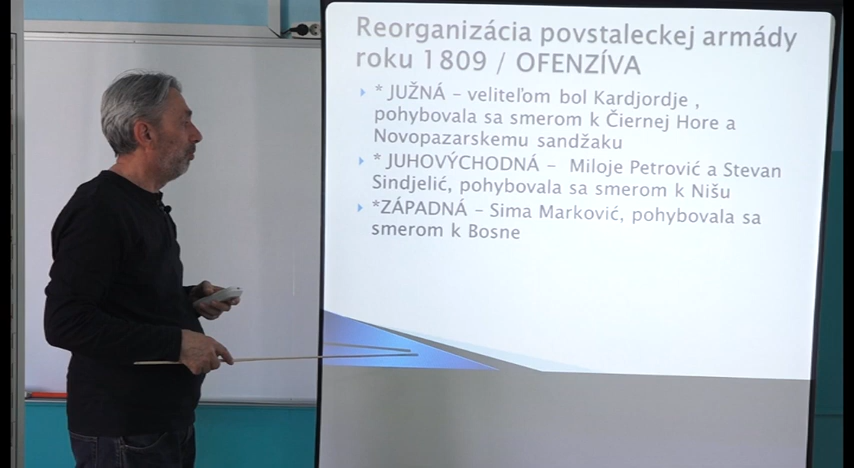 Reorganizácia povstaleckej armády
roku 1809 / OFENZÍVA
* JUŽNÁ – veliteľom bol Kardjordje ,
pohybovala sa smerom k Čiernej Hore a
Novopazarskemu sandžaku
* JUHOVÝCHODNÁ – Miloje Petrović a Stevan
Sindjelić, pohybovala sa smerom k Nišu
*ZÁPADNÁ – Sima Marković, pohybovala sa
smerom k Bosne